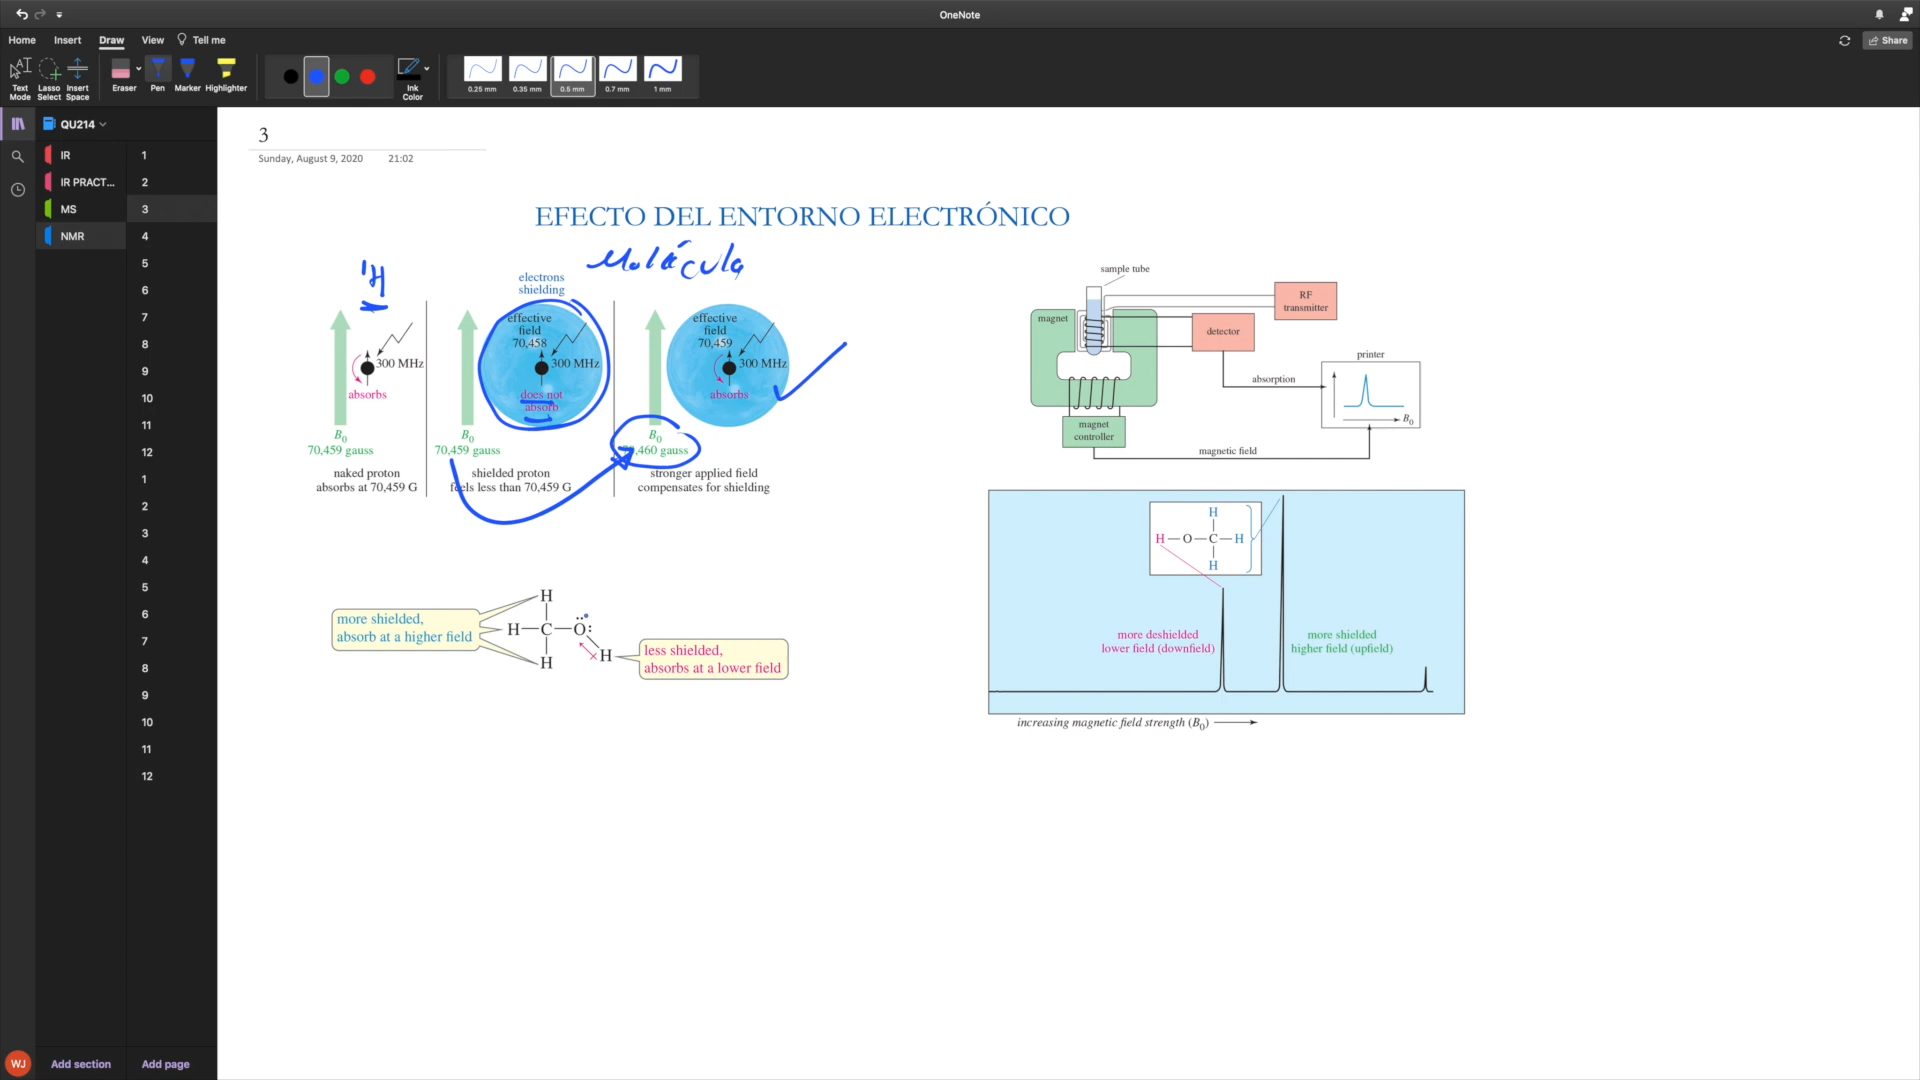 OneNote
Home Insert Draw View Tell me
Share
Text Mode
Lasso Select
Insert Space
Eraser
Pen
Marker
Highlighter
Ink Color
0.25 mm
0.35 mm
0.5 mm
0.7 mm
1 mm
QU214
IR
IR PRACT...
MS
NMR
1
2
3
4
5
6
7
8
9
10
11
12
1
2
3
4
5
6
7
8
9
10
11
12
WJ
Add section
Add page
3
Sunday, August 9, 2020 21:02
EFECTO DEL ENTORNO ELECTRÓNICO
Molécula
1H
300 MHz
absorbs
B0
70,459 gauss
naked proton
absorbs at 70,459 G
electrons
shielding
effective
field
70,458
300 MHz
does not
absorb
B0
70,459 gauss
shielded proton
feels less than 70,459 G
effective
field
70,459
300 MHz
absorbs
B0
70,460 gauss
stronger applied field
compensates for shielding
more shielded,
absorb at a higher field
H
H—C—O:
H
H
less shielded,
absorbs at a lower field
sample tube
magnet
RF
transmitter
detector
printer
absorption
B0
magnet
controller
magnetic field
H
H—O—C—H
H
more deshielded
lower field (downfield)
more shielded
higher field (upfield)
increasing magnetic field strength (B0)